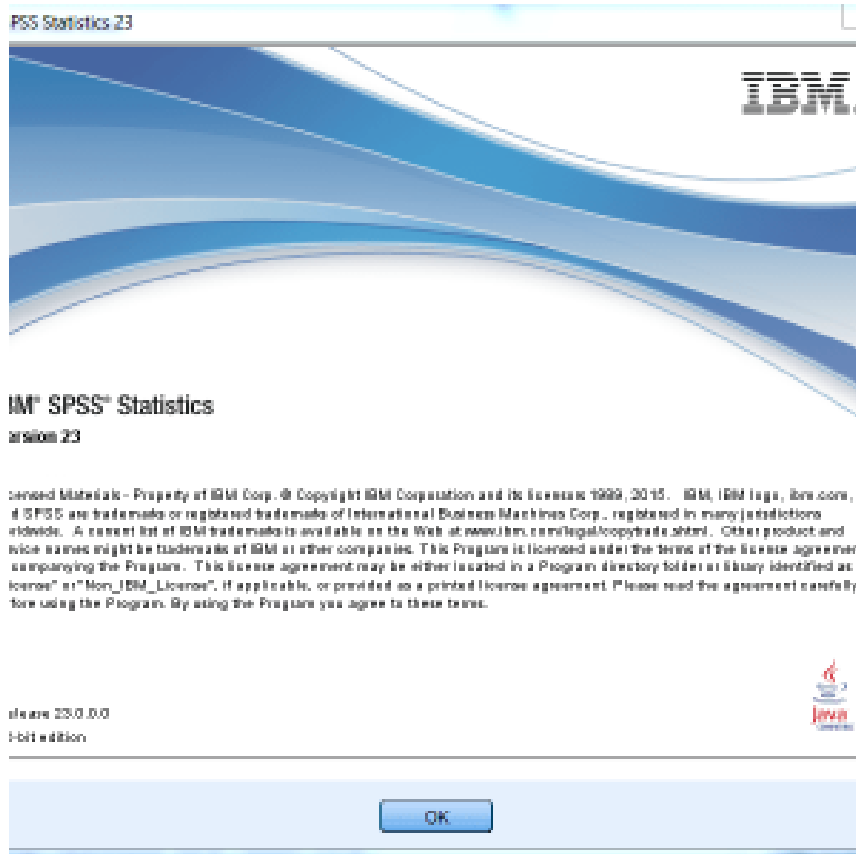 PSS Statistics 23
IBM.
BM® SPSS® Statistics
ersion 23
censed Materials - Property of IBM Corp. © Copyright IBM Corporation and its licensors 1989, 2015. IBM, IBM logo, ibm.com,
d SPSS are trademarks or registered trademarks of International Business Machines Corp., registered in many jurisdictions
orldwide. A current list of IBM trademarks is available on the Web at www.ibm.com/legal/copytrade.shtml. Other product and
rvice names might be trademarks of IBM or other companies. This Program is licensed under the terms of the license agreemen
companying the Program. This license agreement may be either located in a Program directory folder or library identified as
icense" or "Non_IBM_License", if applicable, or provided as a printed license agreement. Please read the agreement carefully
fore using the Program. By using the Program you agree to these terms.
elease 23.0.0.0
-bit edition
Java
OK